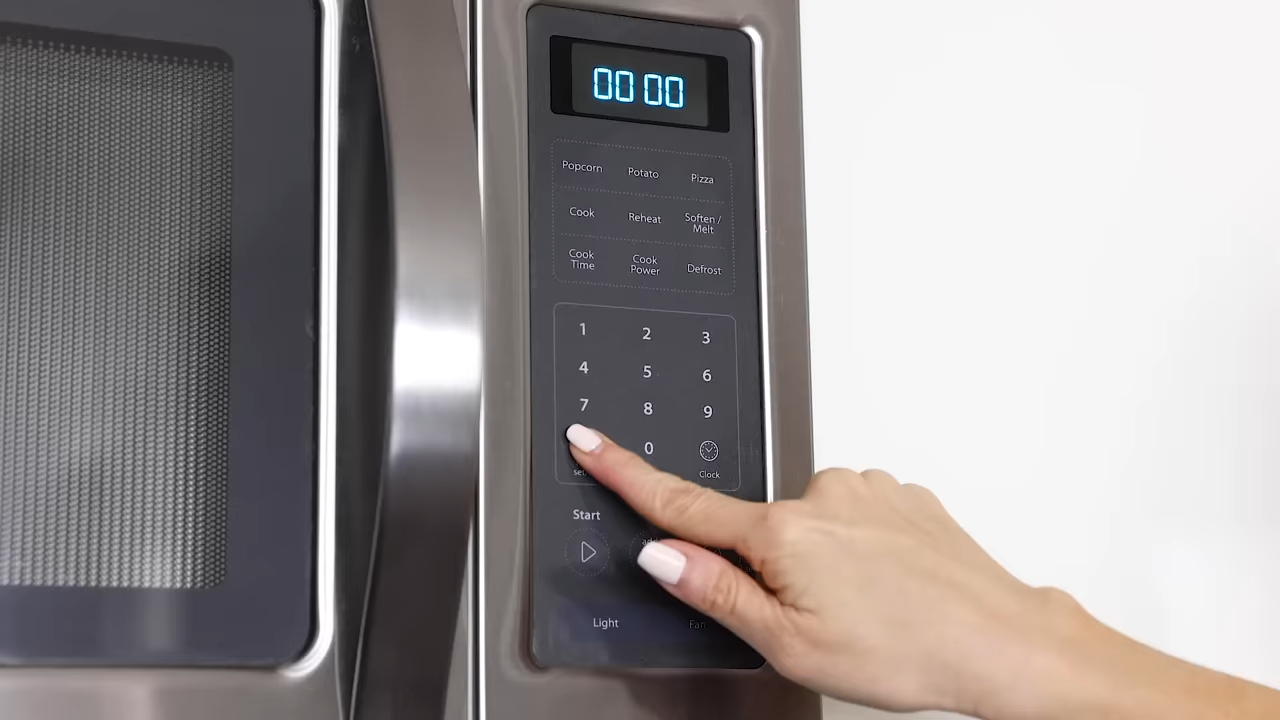 00 00
Popcorn Potato Pizza
Cook Reheat Soften /
Melt
Cook
Time Cook
Power Defrost
1 2 3
4 5 6
7 8 9
0
Clock
Start
Light Fan